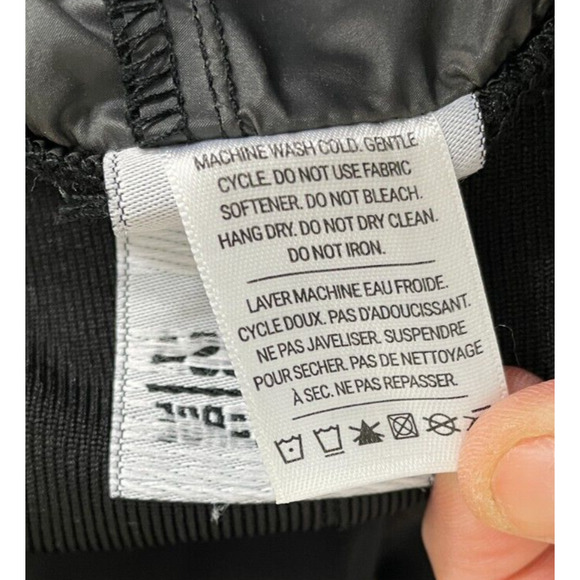 MACHINE WASH COLD. GENTLE
CYCLE. DO NOT USE FABRIC
SOFTENER. DO NOT BLEACH.
HANG DRY. DO NOT DRY CLEAN.
DO NOT IRON.
LAVER MACHINE EAU FROIDE.
CYCLE DOUX. PAS D'ADOUCISSANT.
NE PAS JAVELISER. SUSPENDRE
POUR SECHER. PAS DE NETTOYAGE
À SEC. NE PAS REPASSER.